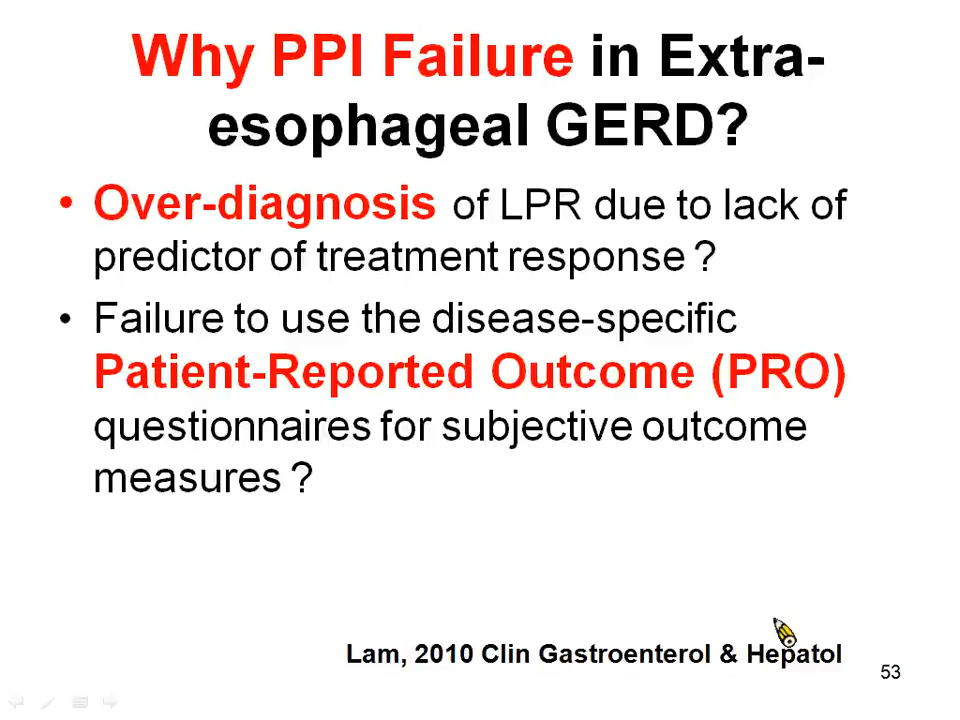 Why PPI Failure in Extra-
esophageal GERD?
• Over-diagnosis of LPR due to lack of
predictor of treatment response ?
• Failure to use the disease-specific
Patient-Reported Outcome (PRO)
questionnaires for subjective outcome
measures ?
Lam, 2010 Clin Gastroenterol & Hepatol
53